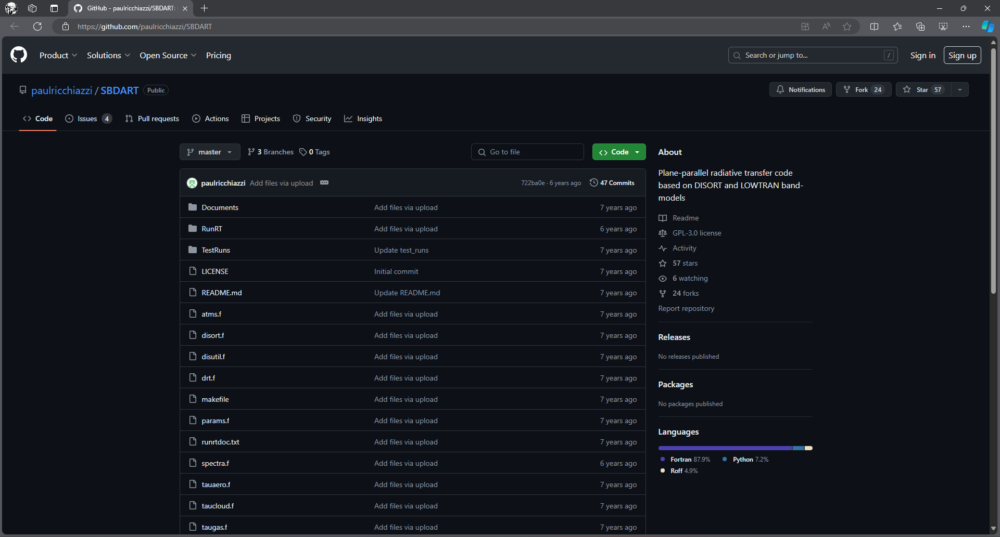 GitHub - paulricchiazzi/SBDART:
https://github.com/paulricchiazzi/SBDART
Product Solutions Open Source Pricing
Search or jump to... /
Sign in Sign up
paulricchiazzi / SBDART Public
Notifications Fork 24 Star 57
Code Issues 4 Pull requests Actions Projects Security Insights
master 3 Branches 0 Tags
Go to file Code
paulricchiazzi Add files via upload 722ba0e · 6 years ago 47 Commits
Documents Add files via upload 7 years ago
RunRT Add files via upload 6 years ago
TestRuns Update test_runs 7 years ago
LICENSE Initial commit 7 years ago
README.md Update README.md 7 years ago
atms.f Add files via upload 7 years ago
disort.f Add files via upload 7 years ago
disutil.f Add files via upload 7 years ago
drt.f Add files via upload 7 years ago
makefile Add files via upload 7 years ago
params.f Add files via upload 7 years ago
runrtdoc.txt Add files via upload 7 years ago
spectra.f Add files via upload 6 years ago
tauaero.f Add files via upload 7 years ago
taucloud.f Add files via upload 7 years ago
taugas.f Add files via upload 7 years ago
About
Plane-parallel radiative transfer code
based on DISORT and LOWTRAN band-
models
Readme
GPL-3.0 license
Activity
57 stars
6 watching
24 forks
Report repository
Releases
No releases published
Packages
No packages published
Languages
Fortran 87.9% Python 7.2%
Roff 4.9%